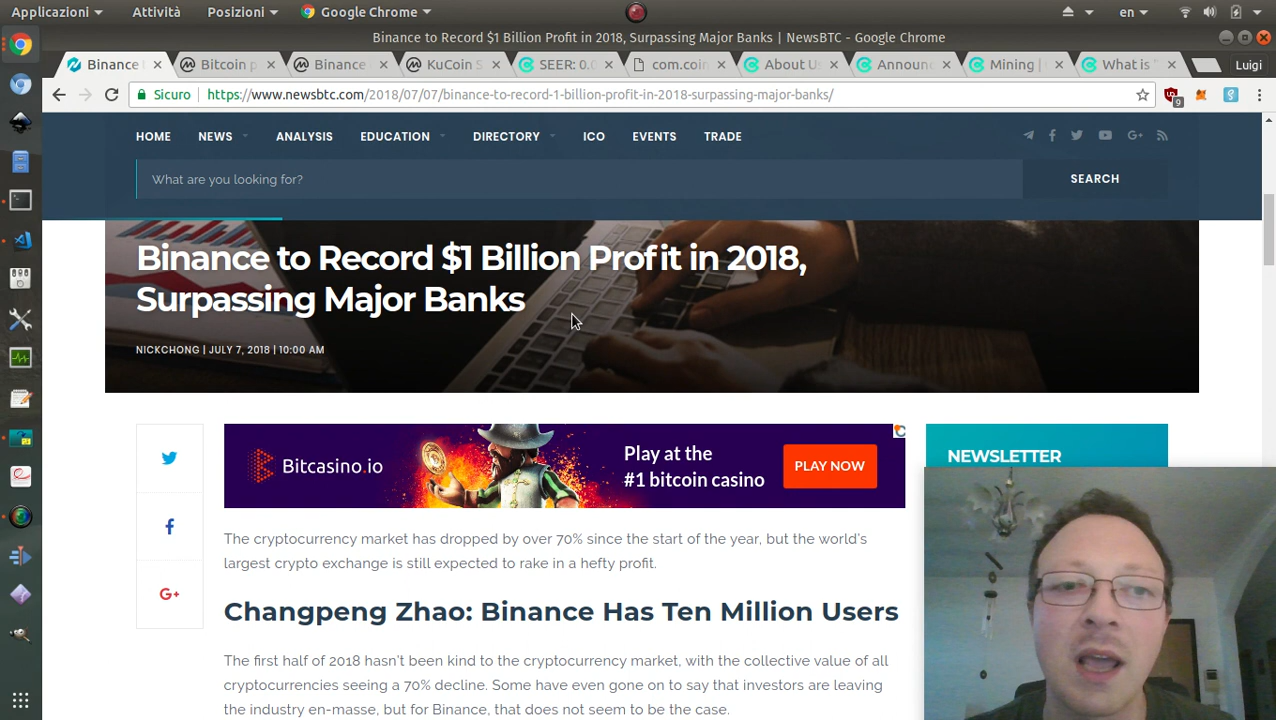 Applicazioni Attività Posizioni Google Chrome en
Binance to Record $1 Billion Profit in 2018, Surpassing Major Banks | NewsBTC - Google Chrome
Binance Bitcoin p Binance KuCoin S SEER: 0.0 com.coin About U Announ Mining | What is " Luigi
Sicuro https://www.newsbtc.com/2018/07/07/binance-to-record-1-billion-profit-in-2018-surpassing-major-banks/
9
HOME NEWS ANALYSIS EDUCATION DIRECTORY ICO EVENTS TRADE
What are you looking for? SEARCH
Binance to Record $1 Billion Profit in 2018,
Surpassing Major Banks
NICKCHONG | JULY 7, 2018 | 10:00 AM
Bitcasino.io
Play at the
#1 bitcoin casino
PLAY NOW
NEWSLETTER
The cryptocurrency market has dropped by over 70% since the start of the year, but the world's
largest crypto exchange is still expected to rake in a hefty profit.
Changpeng Zhao: Binance Has Ten Million Users
The first half of 2018 hasn't been kind to the cryptocurrency market, with the collective value of all
cryptocurrencies seeing a 70% decline. Some have even gone on to say that investors are leaving
the industry en-masse, but for Binance, that does not seem to be the case.